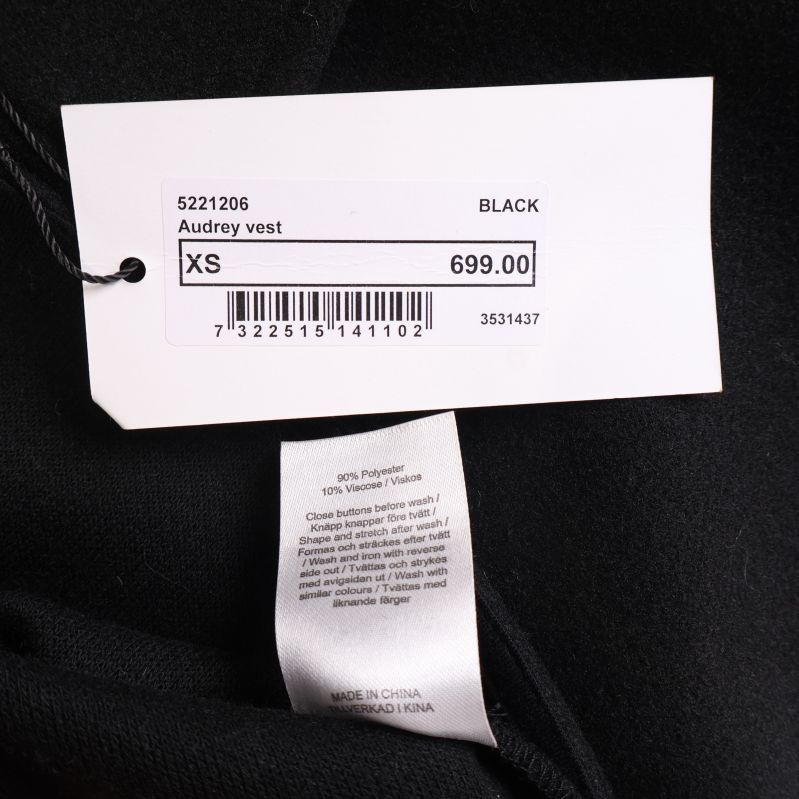 5221206 BLACK
Audrey vest
XS 699.00
7 322515 141102
3531437
90% Polyester
10% Viscose / Viskos
Close buttons before wash /
Knäpp knappar före tvätt /
Shape and stretch after wash /
Formas och sträckes efter tvätt
/ Wash and iron with reverse
side out / Tvättas och strykes
med avigsidan ut / Wash with
similar colours / Tvättas med
liknande färger
MADE IN CHINA
TILLVERKAD I KINA